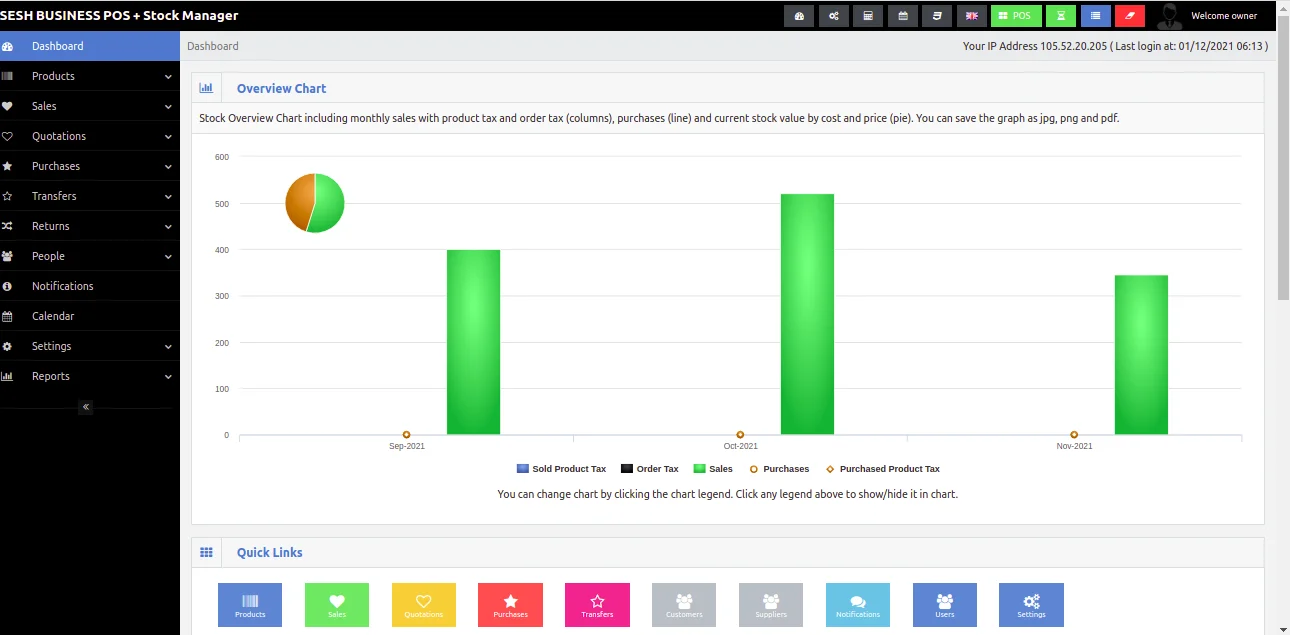 SESH BUSINESS POS + Stock Manager
POS
Welcome owner
Dashboard
Products
Sales
Quotations
Purchases
Transfers
Returns
People
Notifications
Calendar
Settings
Reports
Dashboard
Your IP Address 105.52.20.205 ( Last login at: 01/12/2021 06:13 )
Overview Chart
Stock Overview Chart including monthly sales with product tax and order tax (columns), purchases (line) and current stock value by cost and price (pie). You can save the graph as jpg, png and pdf.
600
500
400
300
200
100
0
Sep-2021 Oct-2021 Nov-2021
Sold Product Tax Order Tax Sales Purchases Purchased Product Tax
You can change chart by clicking the chart legend. Click any legend above to show/hide it in chart.
Quick Links
Products Sales Quotations Purchases Transfers Customers Suppliers Notifications Users Settings